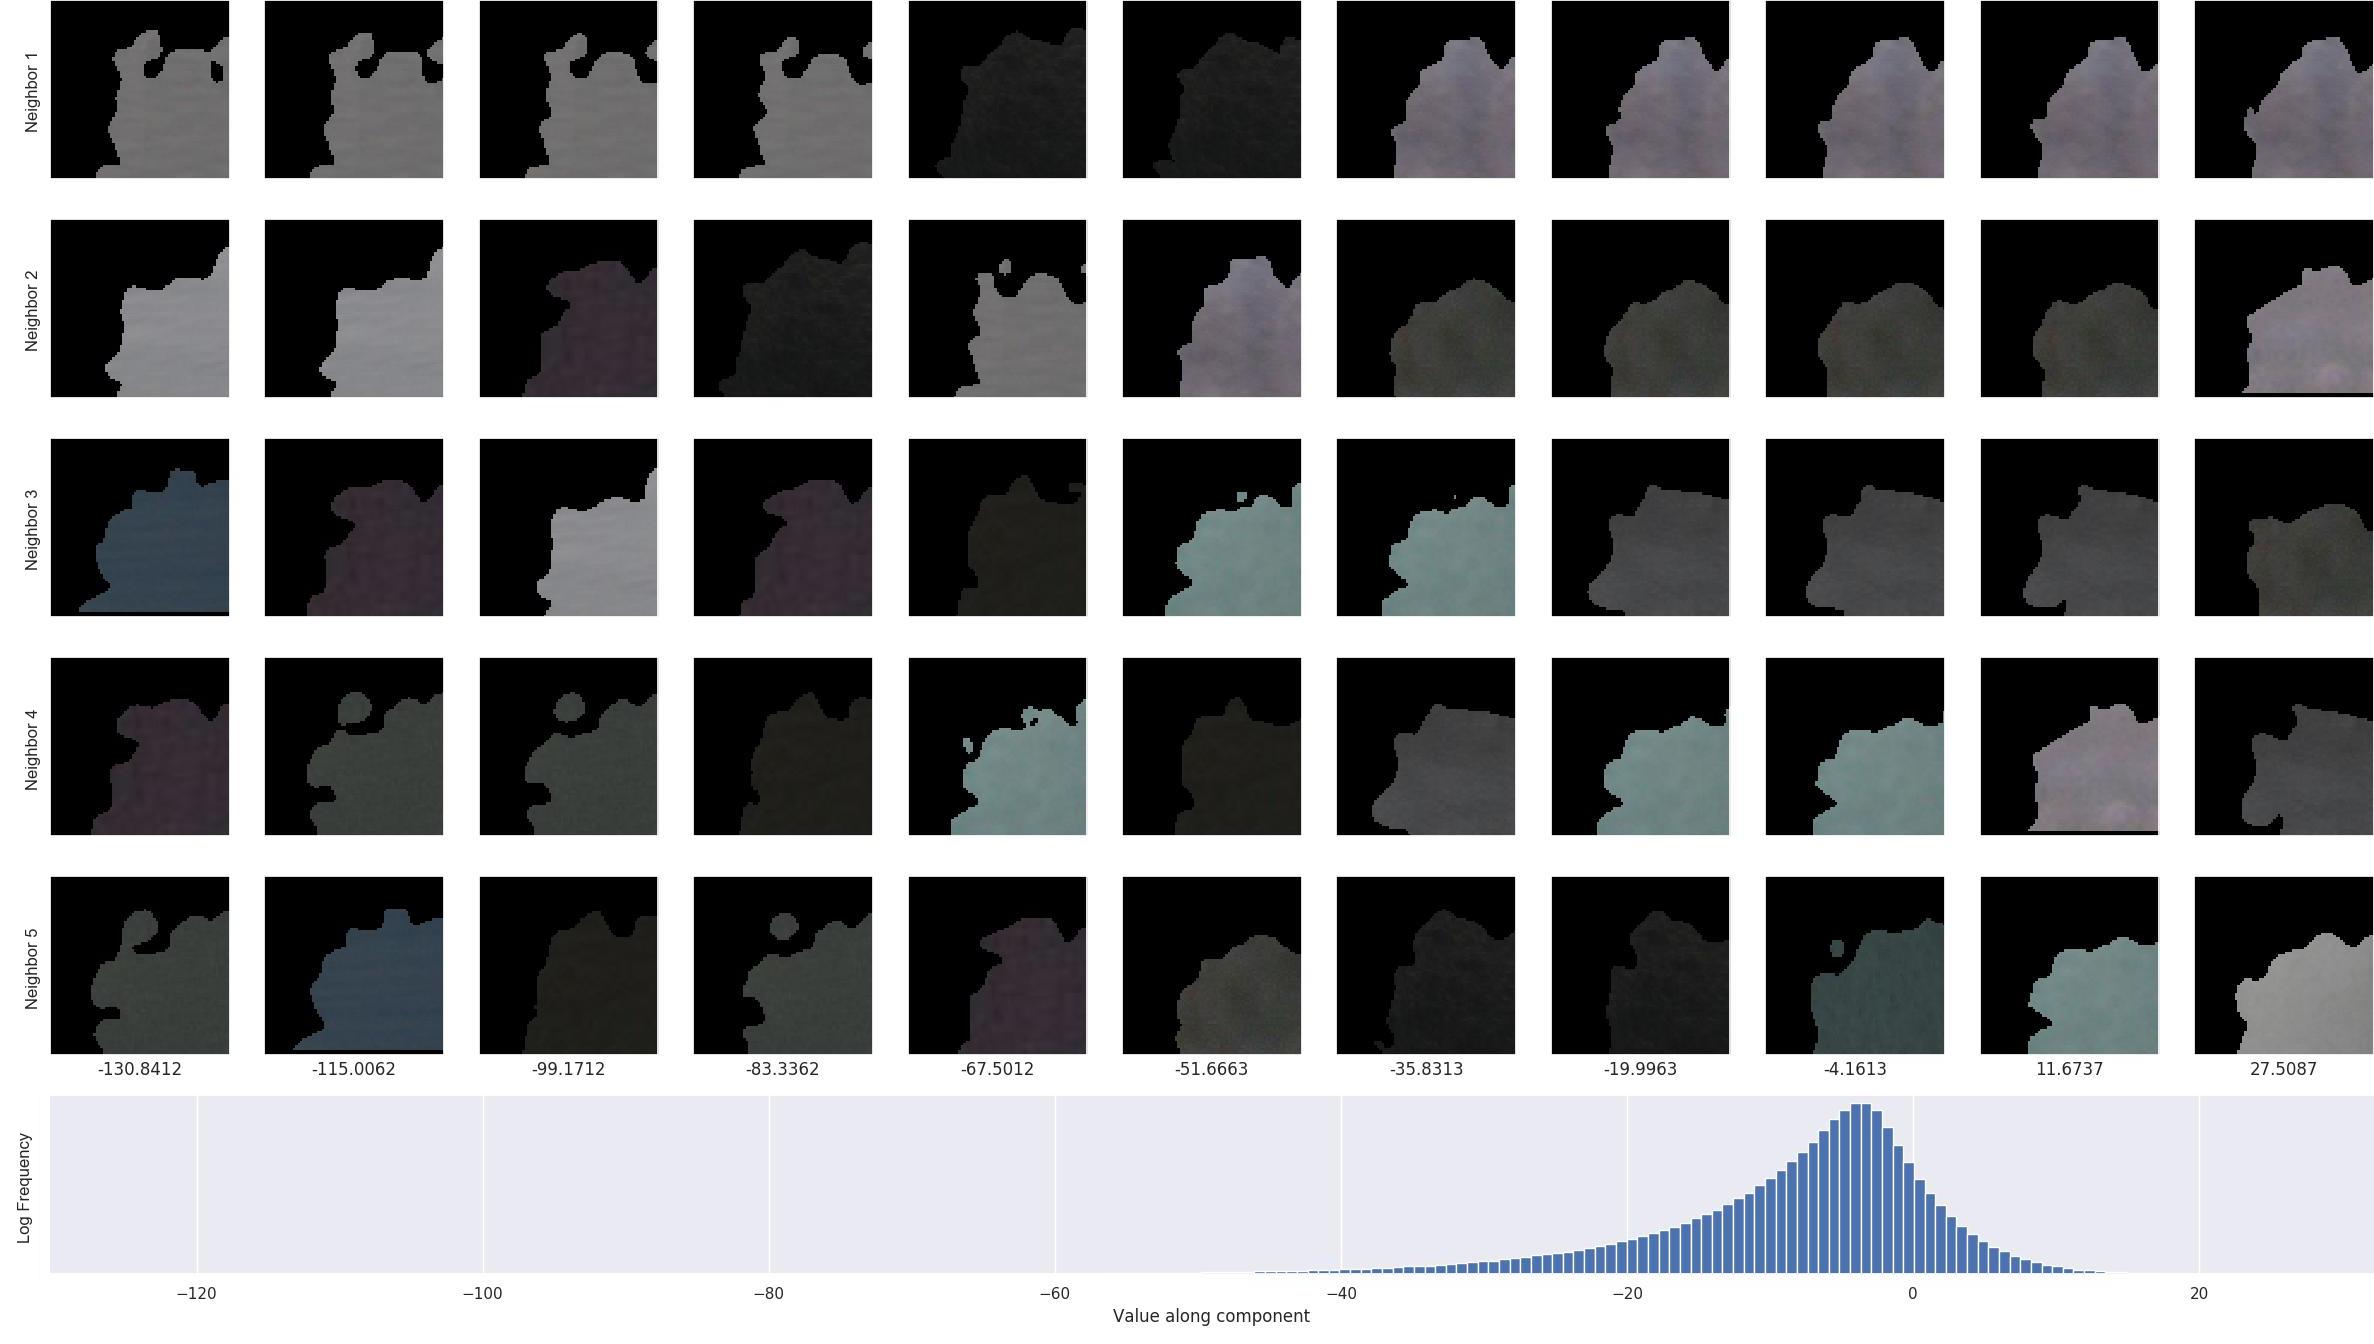 Neighbor 1
Neighbor 2
Neighbor 3
Neighbor 4
Neighbor 5
-130.8412 -115.0062 -99.1712 -83.3362 -67.5012 -51.6663 -35.8313 -19.9963 -4.1613 11.6737 27.5087
Log Frequency
−120 −100 −80 −60 −40 −20 0 20
Value along component